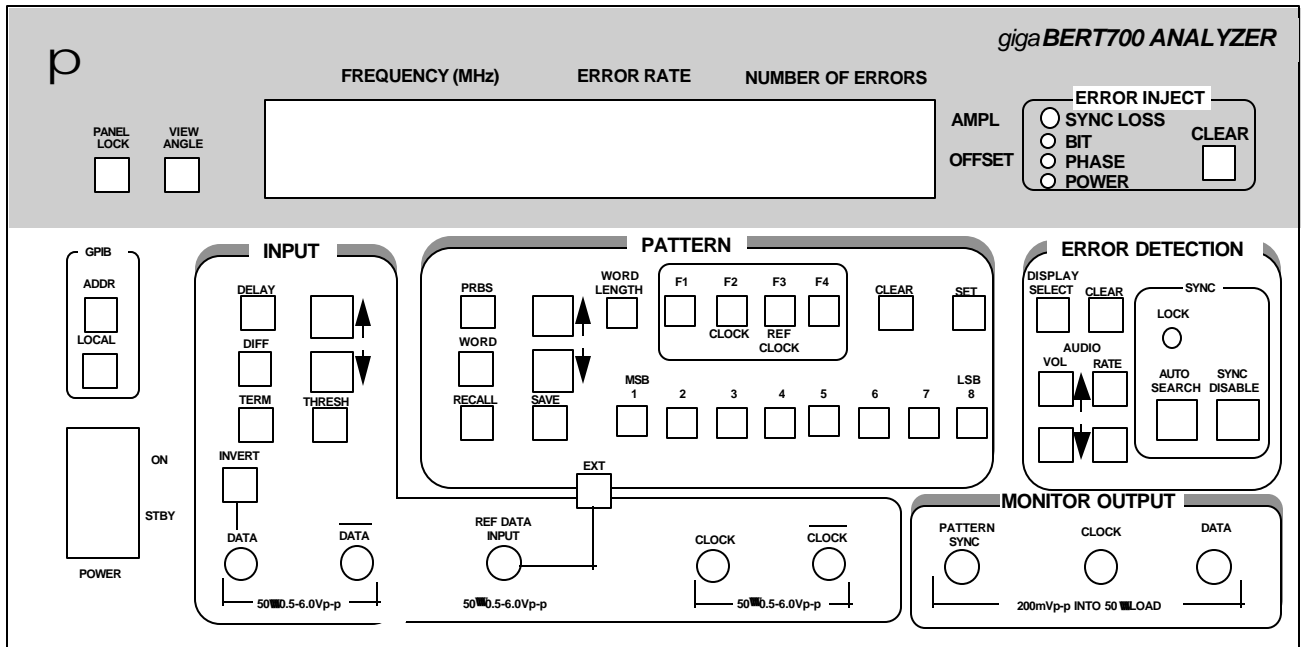 p
giga BERT700 ANALYZER
FREQUENCY (MHz) ERROR RATE NUMBER OF ERRORS
PANEL LOCK
VIEW ANGLE
AMPL
OFFSET
ERROR INJECT
SYNC LOSS
BIT
PHASE
POWER
CLEAR
GPIB
ADDR
LOCAL
ON
STBY
POWER
INPUT
DELAY
DIFF
TERM THRESH
INVERT
DATA DATA
50 0.5-6.0Vp-p
PATTERN
PRBS
WORD LENGTH
F1 F2 F3 F4
CLOCK REF CLOCK
CLEAR SET
WORD
RECALL SAVE
MSB LSB
1 2 3 4 5 6 7 8
EXT
REF DATA INPUT
50 0.5-6.0Vp-p
CLOCK CLOCK
50 0.5-6.0Vp-p
ERROR DETECTION
DISPLAY SELECT
CLEAR
AUDIO
VOL RATE
SYNC
LOCK
AUTO SEARCH
SYNC DISABLE
MONITOR OUTPUT
PATTERN SYNC
CLOCK
DATA
200mVp-p INTO 50 LOAD